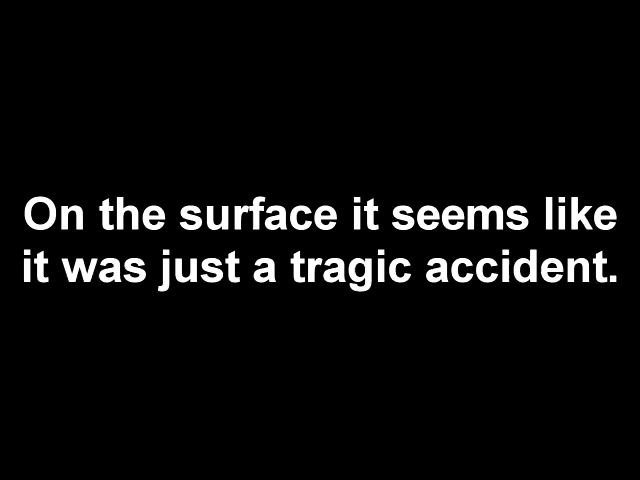 On the surface it seems like
it was just a tragic accident.